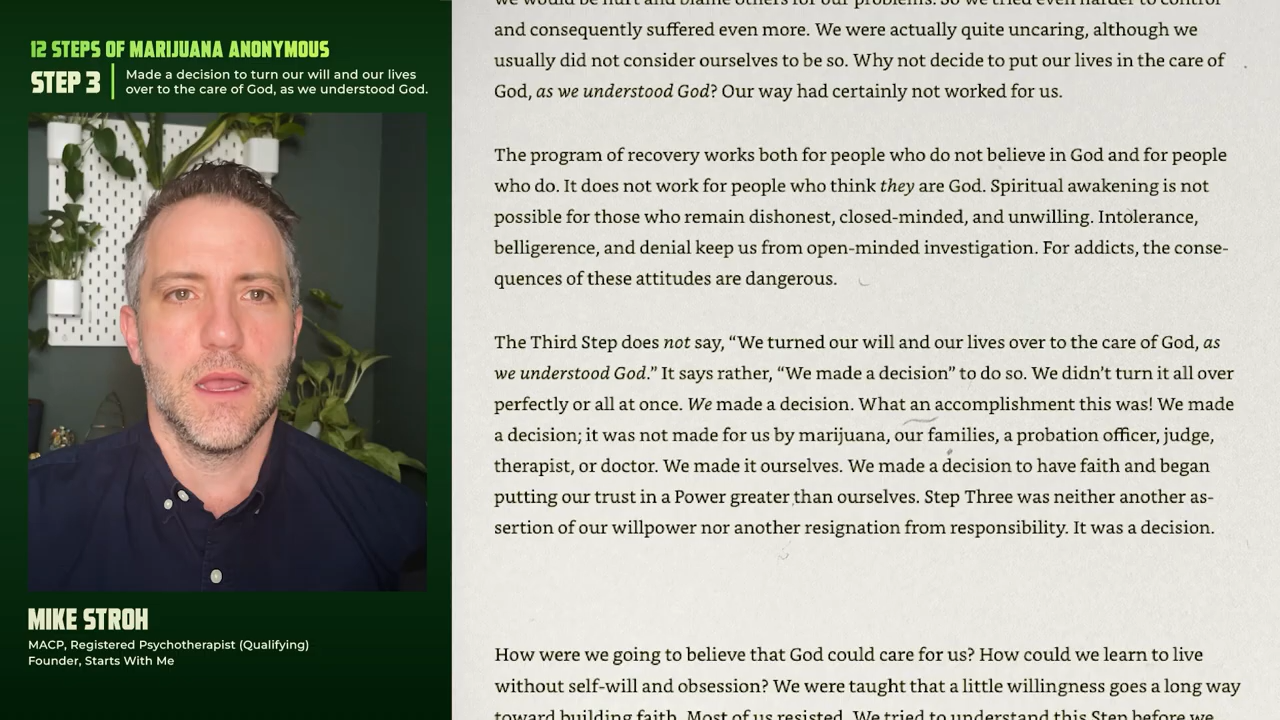 12 STEPS OF MARIJUANA ANONYMOUS
STEP 3
Made a decision to turn our will and our lives
over to the care of God, as we understood God.
MIKE STROH
MACP, Registered Psychotherapist (Qualifying)
Founder, Starts With Me
we would be hurt and blame others for our problems. So we tried even harder to control
and consequently suffered even more. We were actually quite uncaring, although we
usually did not consider ourselves to be so. Why not decide to put our lives in the care of
God, as we understood God? Our way had certainly not worked for us.
The program of recovery works both for people who do not believe in God and for people
who do. It does not work for people who think they are God. Spiritual awakening is not
possible for those who remain dishonest, closed-minded, and unwilling. Intolerance,
belligerence, and denial keep us from open-minded investigation. For addicts, the conse-
quences of these attitudes are dangerous.
The Third Step does not say, “We turned our will and our lives over to the care of God, as
we understood God.” It says rather, “We made a decision” to do so. We didn’t turn it all over
perfectly or all at once. We made a decision. What an accomplishment this was! We made
a decision; it was not made for us by marijuana, our families, a probation officer, judge,
therapist, or doctor. We made it ourselves. We made a decision to have faith and began
putting our trust in a Power greater than ourselves. Step Three was neither another as-
sertion of our willpower nor another resignation from responsibility. It was a decision.
How were we going to believe that God could care for us? How could we learn to live
without self-will and obsession? We were taught that a little willingness goes a long way
toward building faith. Most of us resisted. We tried to understand this Step before we